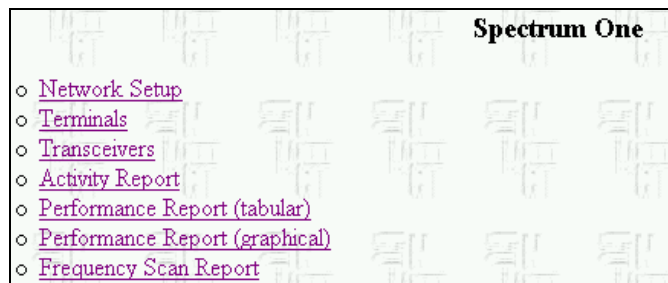 Spectrum One
Network Setup
Terminals
Transceivers
Activity Report
Performance Report (tabular)
Performance Report (graphical)
Frequency Scan Report